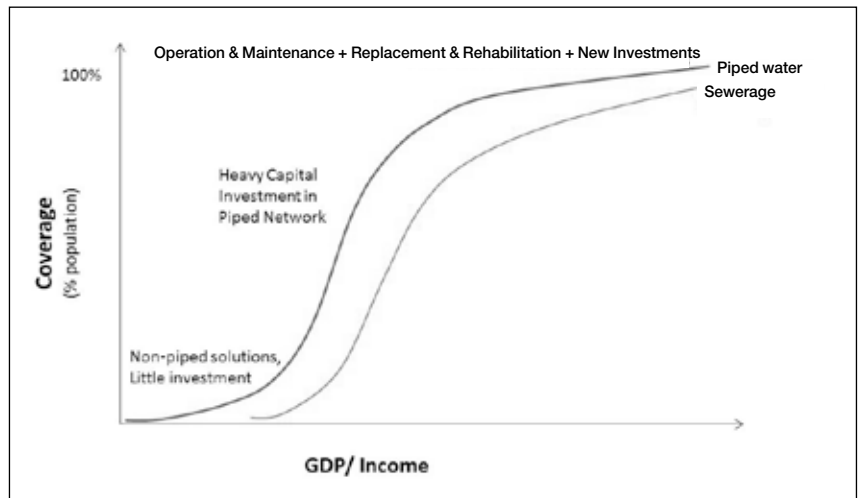 Operation & Maintenance + Replacement & Rehabilitation + New Investments
100%
Piped water
Sewerage
Heavy Capital
Investment in
Piped Network
Coverage
(% population)
Non-piped solutions,
Little investment
GDP/ Income